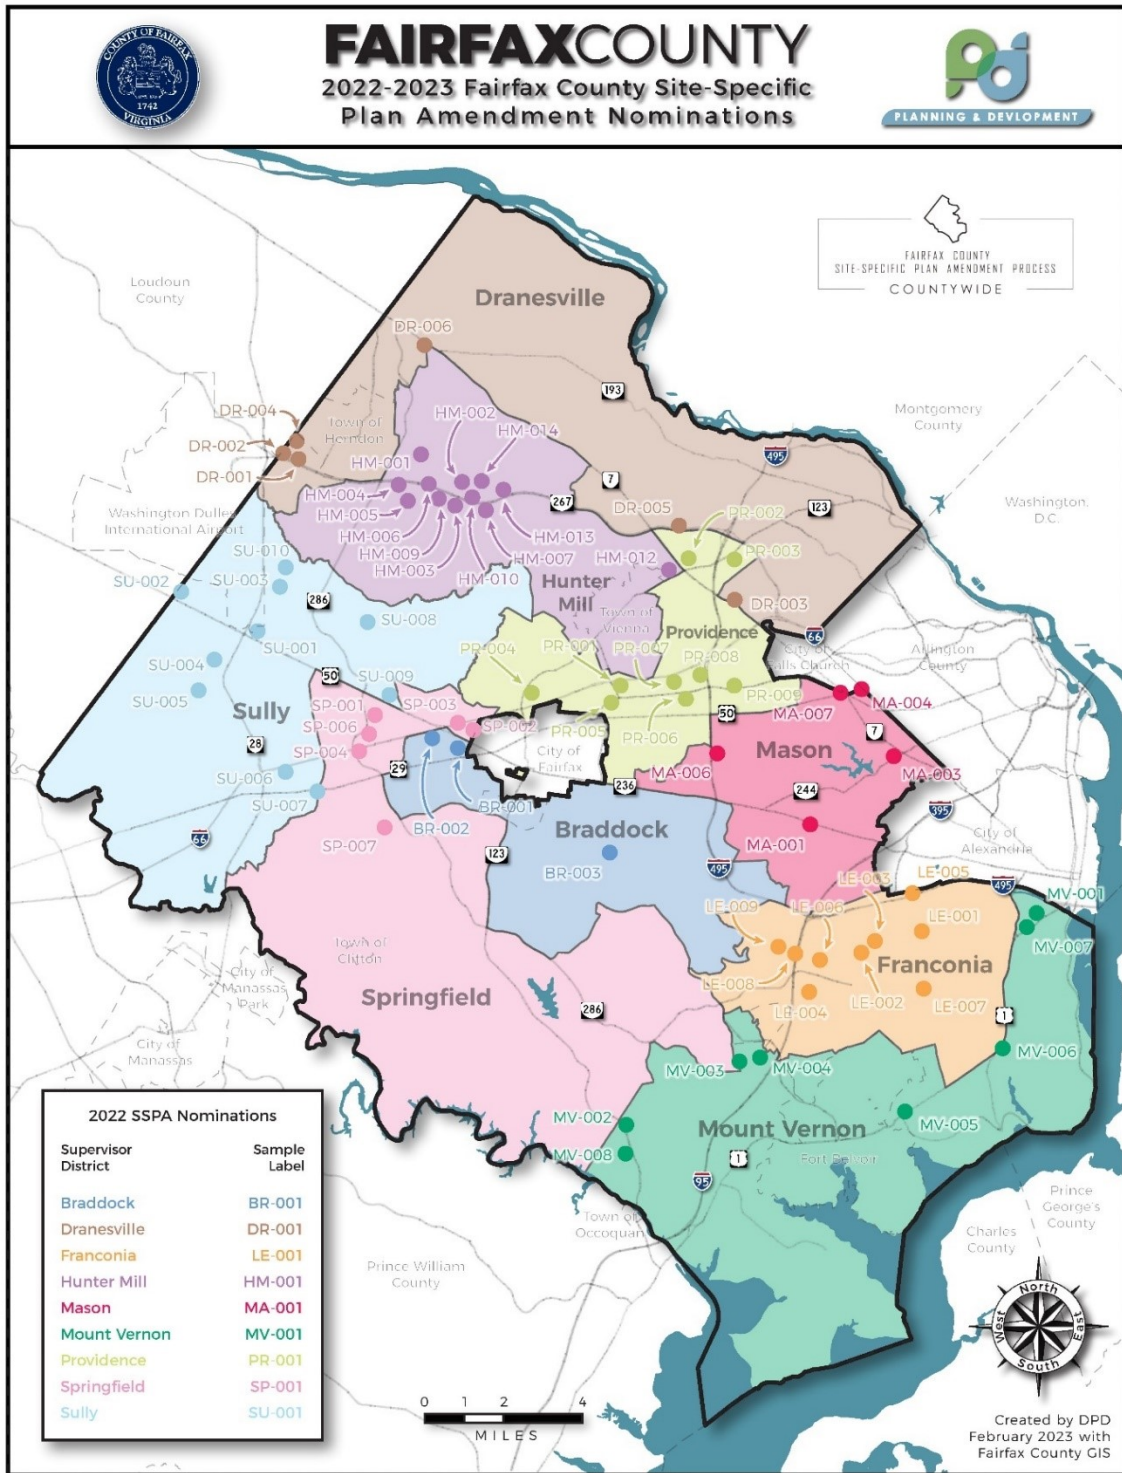 COUNTY OF FAIRFAX
1742
VIRGINIA
FAIRFAXCOUNTY
2022-2023 Fairfax County Site-Specific
Plan Amendment Nominations
PLANNING & DEVLOPMENT
FAIRFAX COUNTY
SITE-SPECIFIC PLAN AMENDMENT PROCESS
COUNTYWIDE
Loudoun
County
Dranesville
DR-006
193
Montgomery
County
DR-004
Town of
Herndon
HM-002
HM-014
495
DR-002
HM-001
7
DR-001
HM-004
267
123
Washington,
D.C.
Washington Dulles
International Airport
HM-005
DR-005
PR-002
HM-006
HM-013
SU-010
HM-009
HM-007
HM-012
PR-003
HM-003
HM-010
SU-002
SU-003
Hunter
Mill
286
DR-003
SU-008
Town of
Vienna
Providence
66
SU-001
PR-004
PR-001
PR-007
PR-008
City of
Falls Church
Arlington
County
SU-004
50
SU-009
SU-005
PR-009
MA-004
Sully
SP-001
SP-003
PR-005
50
MA-007
SP-006
SP-002
7
28
SP-004
City of
Fairfax
PR-006
Mason
SU-006
29
MA-006
MA-003
236
244
SU-007
BR-001
395
BR-002
Braddock
66
SP-007
MA-001
City of
Alexandria
123
BR-003
495
LE-003
LE-005
495
MV-001
LE-009
LE-006
LE-001
MV-007
Town of
Clifton
Franconia
City of
Manassas
Park
LE-008
Springfield
LE-004
LE-002
LE-007
286
1
City of
Manassas
MV-003
MV-004
MV-006
MV-002
Mount Vernon
MV-005
MV-008
1
Fort Belvoir
95
Town of
Occoquan
Prince
George's
County
Charles
County
Prince William
County
2022 SSPA Nominations
Supervisor District Sample Label
Braddock BR-001
Dranesville DR-001
Franconia LE-001
Hunter Mill HM-001
Mason MA-001
Mount Vernon MV-001
Providence PR-001
Springfield SP-001
Sully SU-001
0 1 2 4
MILES
North
West
East
South
Created by DPD
February 2023 with
Fairfax County GIS